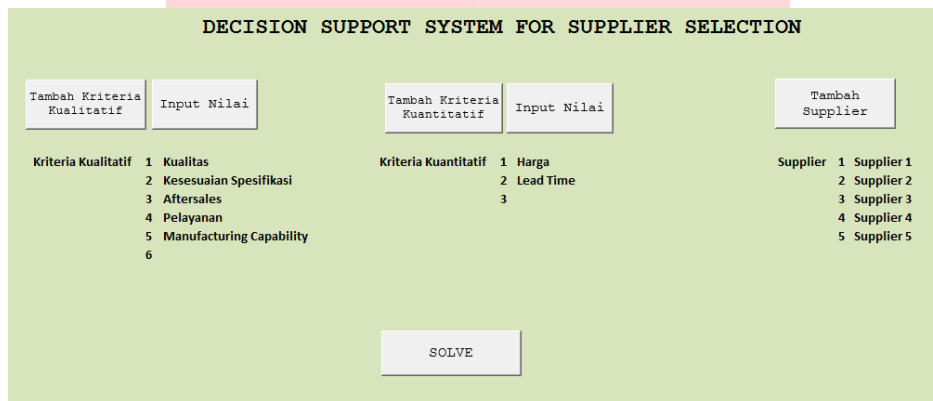 DECISION SUPPORT SYSTEM FOR SUPPLIER SELECTION
Tambah Kriteria
Kualitatif
Input Nilai
Tambah Kriteria
Kuantitatif
Input Nilai
Tambah
Supplier
Kriteria Kualitatif 1 Kualitas
2 Kesesuaian Spesifikasi
3 Aftersales
4 Pelayanan
5 Manufacturing Capability
6
Kriteria Kuantitatif 1 Harga
2 Lead Time
3
Supplier 1 Supplier 1
2 Supplier 2
3 Supplier 3
4 Supplier 4
5 Supplier 5
SOLVE